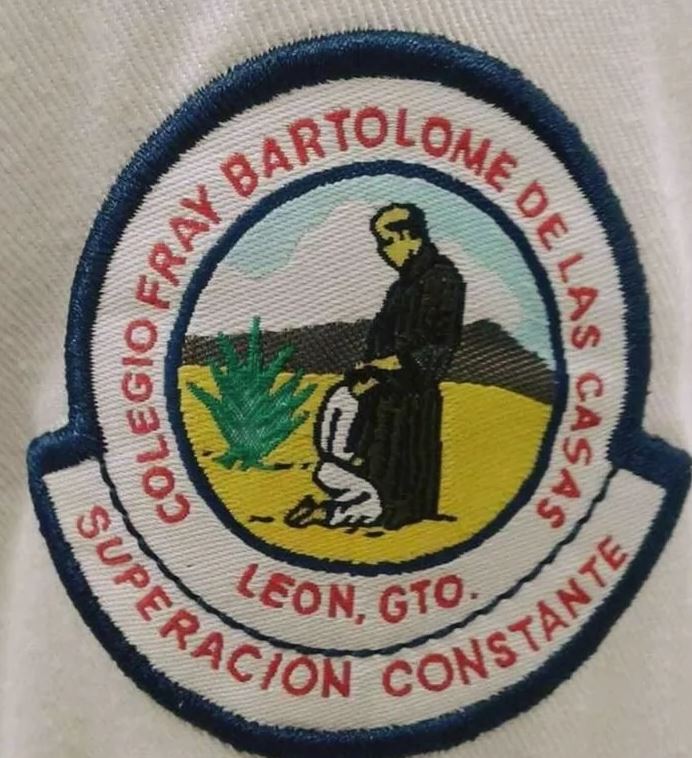 COLEGIO FRAY BARTOLOME DE LAS CASAS
LEON, GTO.
SUPERACION CONSTANTE